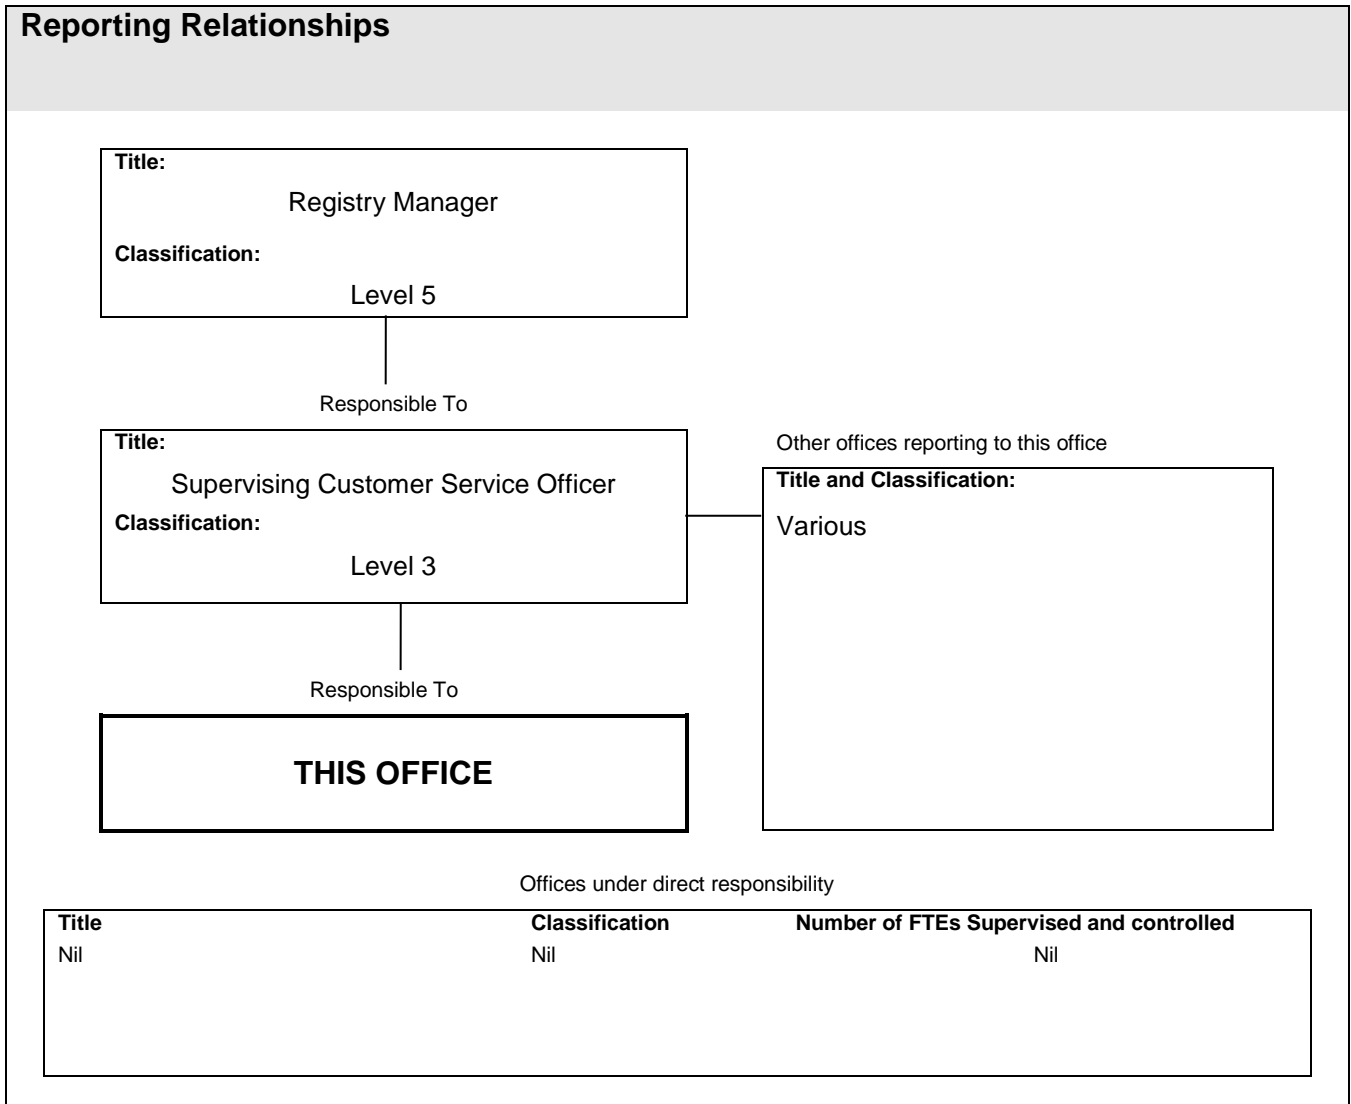 Reporting Relationships
Title:
Registry Manager
Classification:
Level 5
Responsible To
Title:
Supervising Customer Service Officer
Classification:
Level 3
Other offices reporting to this office
Title and Classification:
Various
Responsible To
THIS OFFICE
Offices under direct responsibility
Title Classification Number of FTEs Supervised and controlled
Nil Nil Nil